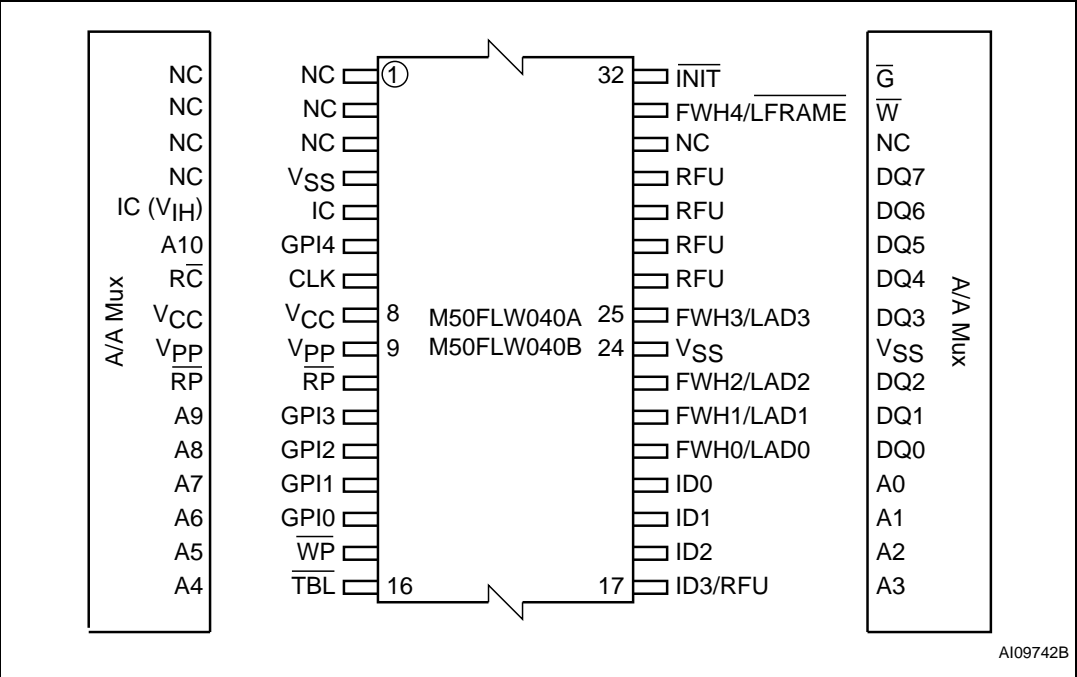 NC NC 1 32 INIT G
NC NC FWH4/LFRAME W
NC NC NC NC
NC VSS RFU DQ7
IC (VIH) IC RFU DQ6
A10 GPI4 RFU DQ5
RC CLK RFU DQ4
VCC VCC 8 M50FLW040A 25 FWH3/LAD3 DQ3
VPP VPP 9 M50FLW040B 24 VSS VSS
RP RP FWH2/LAD2 DQ2
A9 GPI3 FWH1/LAD1 DQ1
A8 GPI2 FWH0/LAD0 DQ0
A7 GPI1 ID0 A0
A6 GPI0 ID1 A1
A5 WP ID2 A2
A4 TBL 16 17 ID3/RFU A3
A/A Mux
A/A Mux
AI09742B